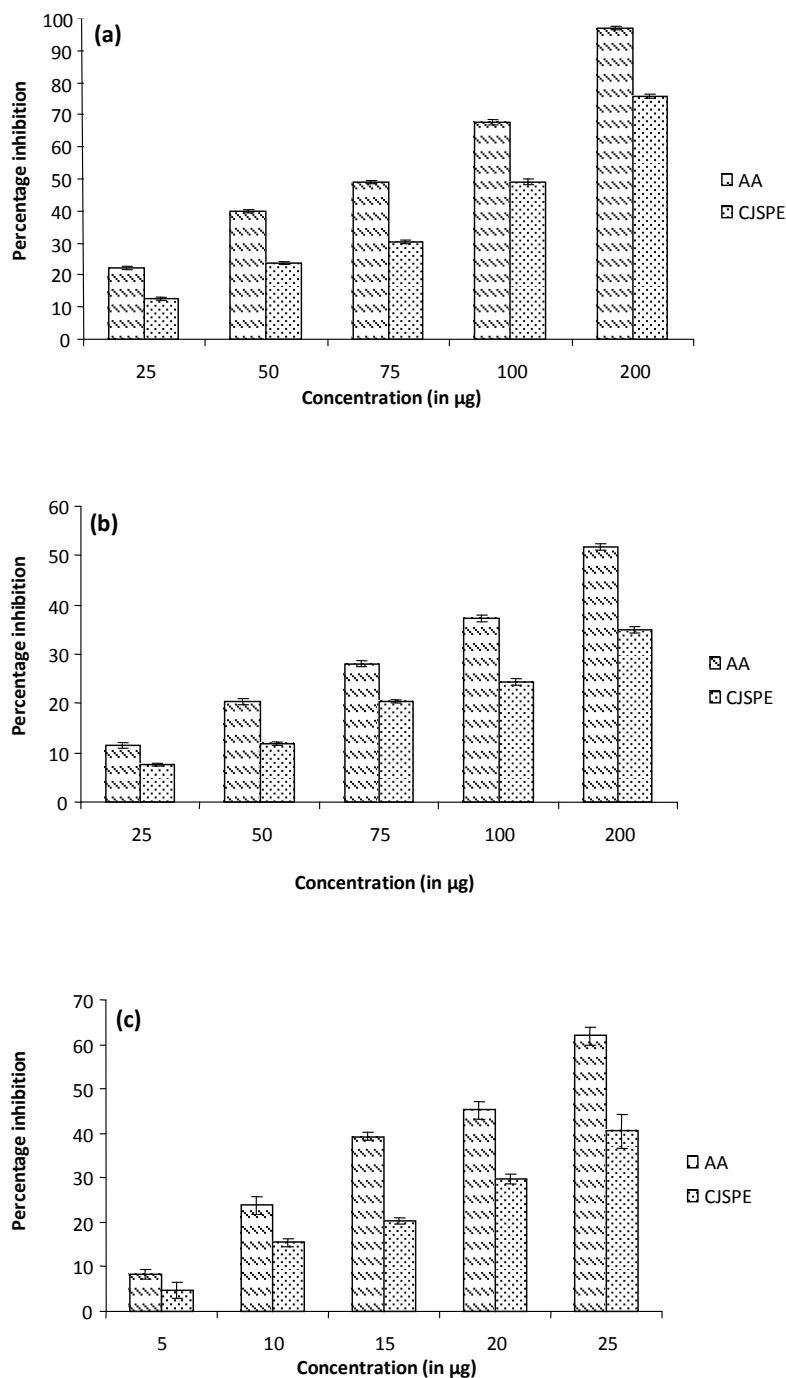 (a)
Percentage inhibition
100
90
80
70
60
50
40
30
20
10
0
25 50 75 100 200
Concentration (in µg)
AA
CJSPE
(b)
Percentage inhibition
60
50
40
30
20
10
0
25 50 75 100 200
Concentration (in µg)
AA
CJSPE
(c)
Percentage inhibition
70
60
50
40
30
20
10
0
5 10 15 20 25
Concentration (in µg)
AA
CJSPE